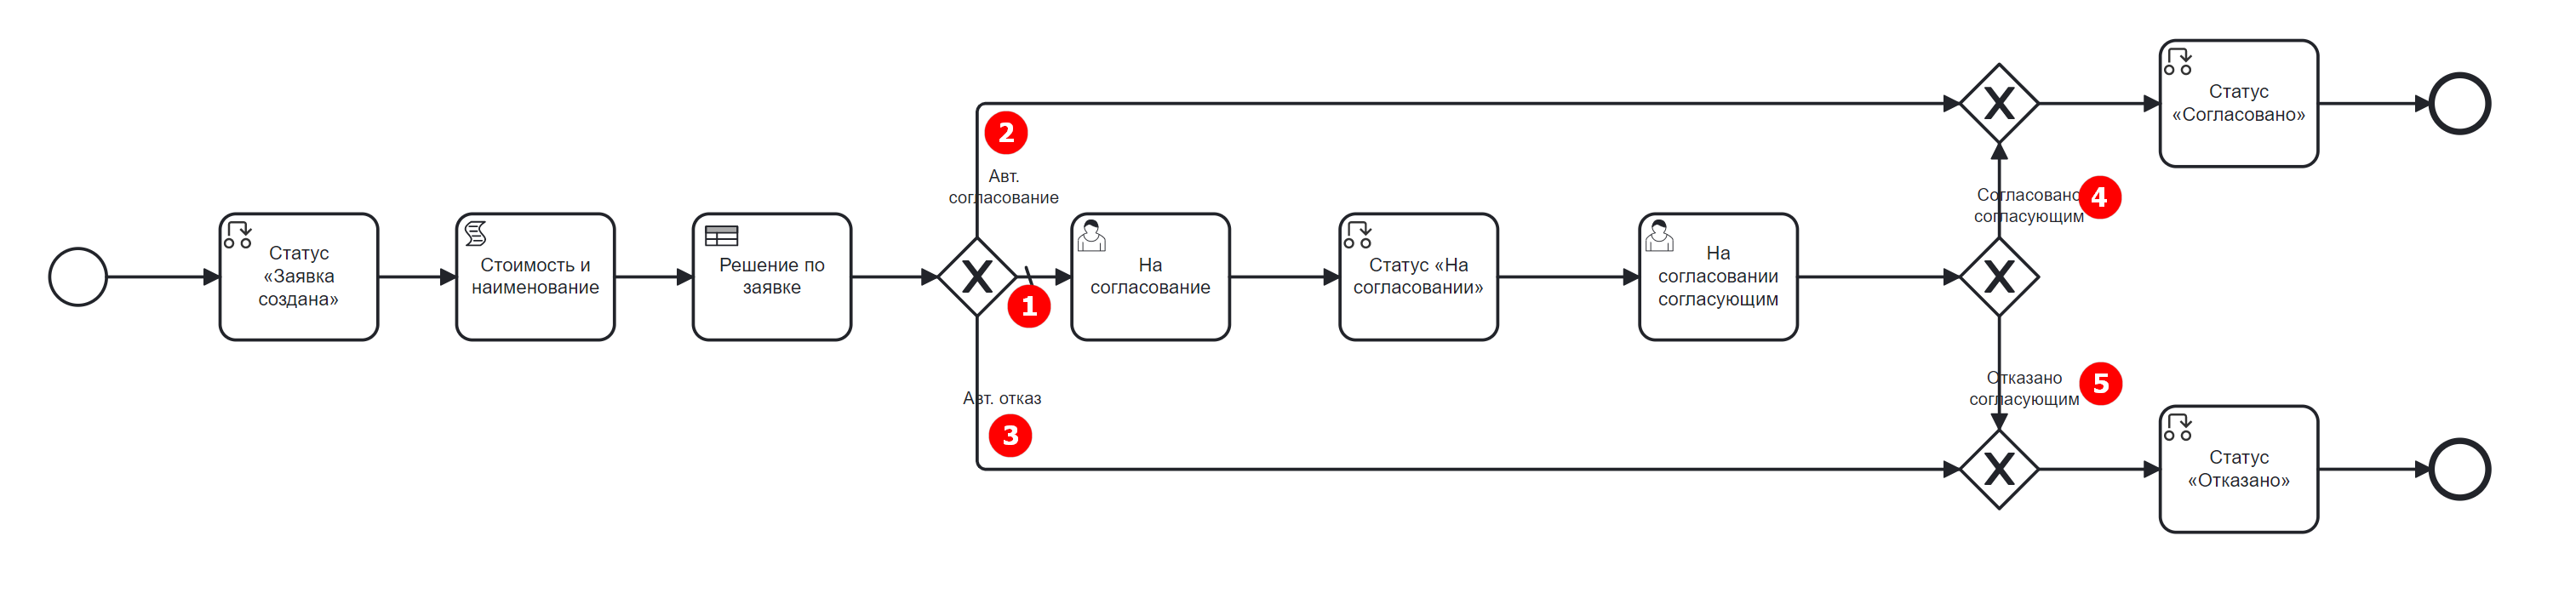 Статус
«Заявка
создана»
Стоимость и
наименование
Решение по
заявке
2
Авт.
согласование
1
Авт. отказ
3
На
согласование
Статус «На
согласовании»
На
согласовании
согласующим
Согласовано
согласующим
4
Отказано
согласующим
5
Статус
«Согласовано»
Статус
«Отказано»